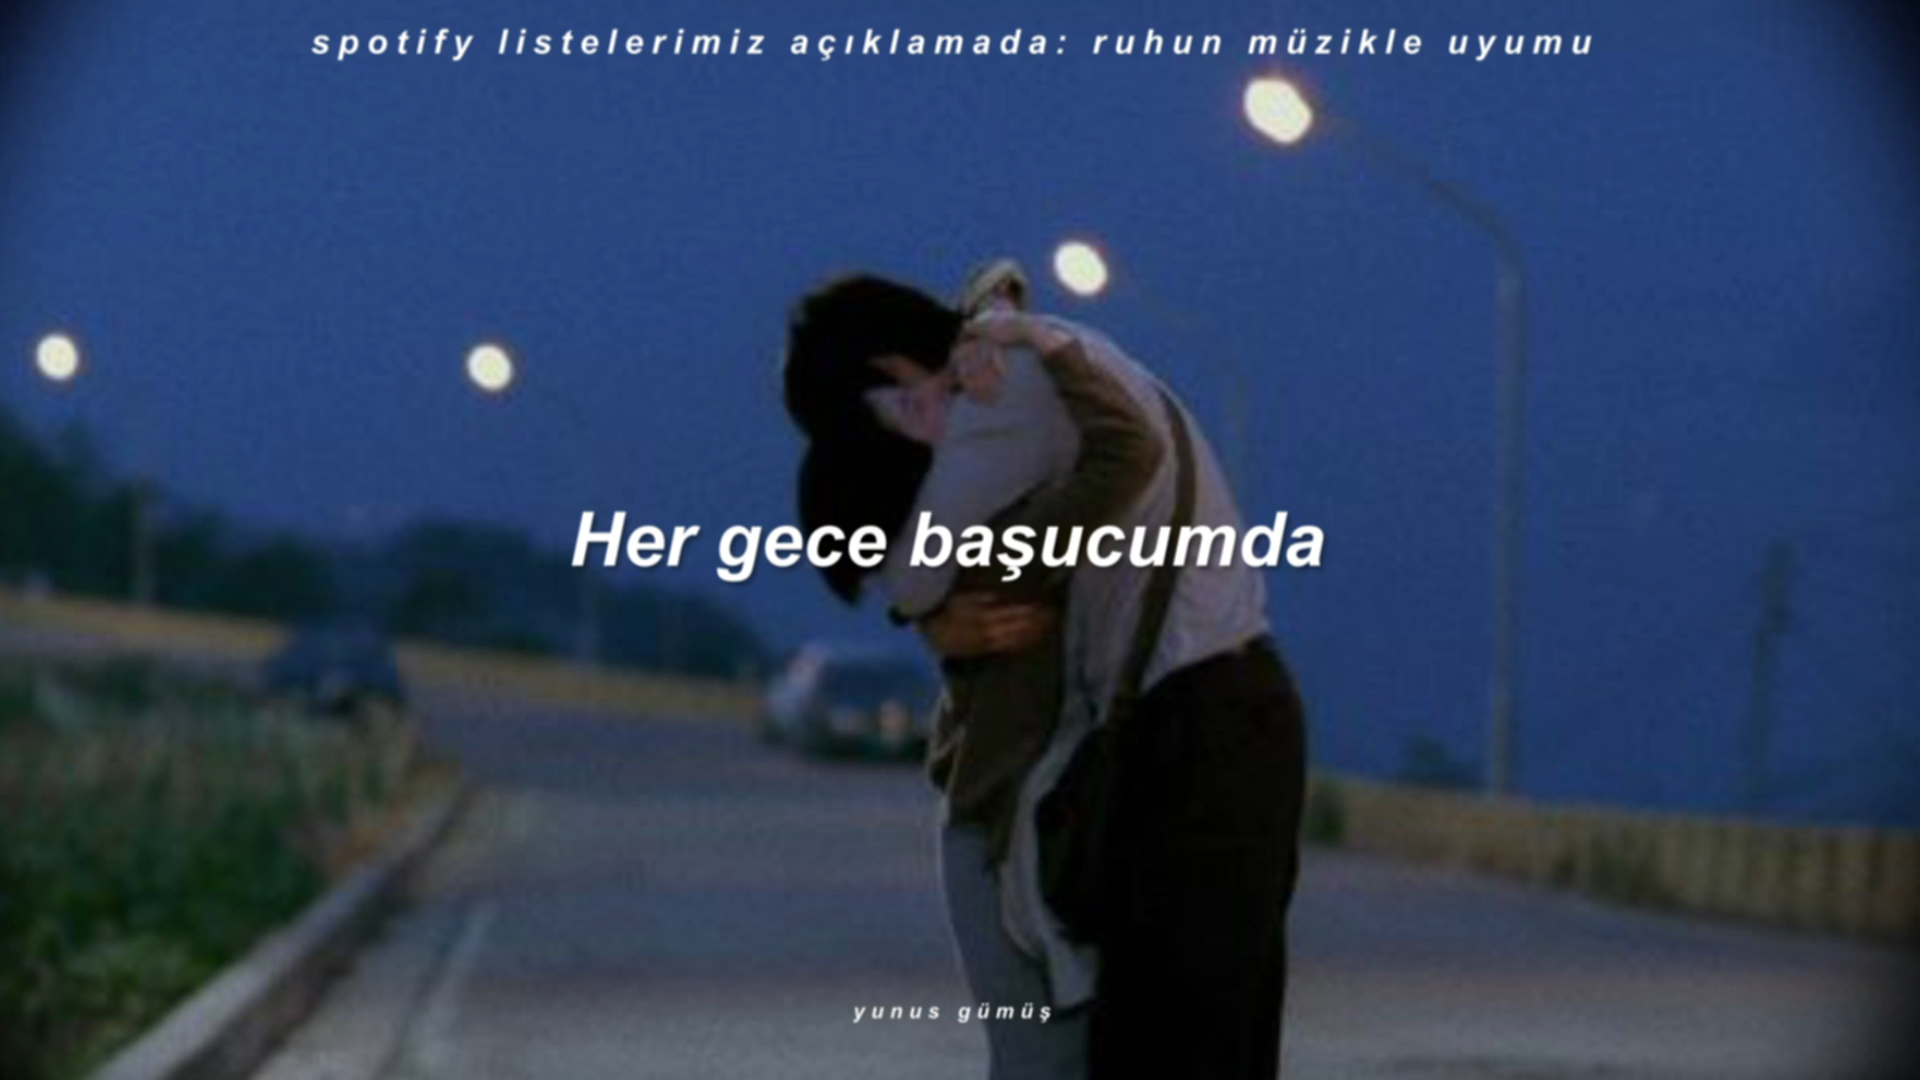 spotify listelerimiz açıklamada: ruhun müzikle uyumu
Her gece başucumda
yunus gümüş